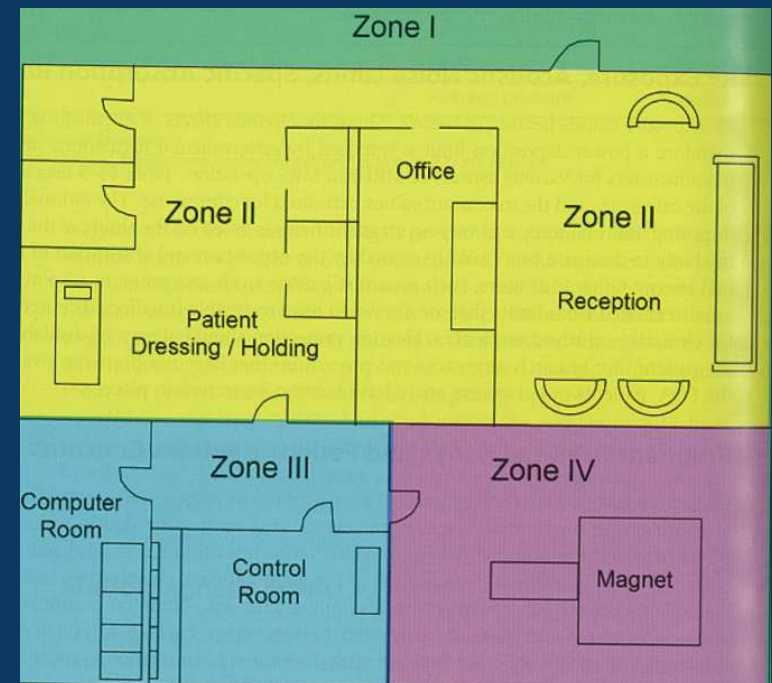 Zone I
Office
Zone II
Zone II
Reception
Patient
Dressing / Holding
Zone III
Zone IV
Computer
Room
Control
Room
Magnet